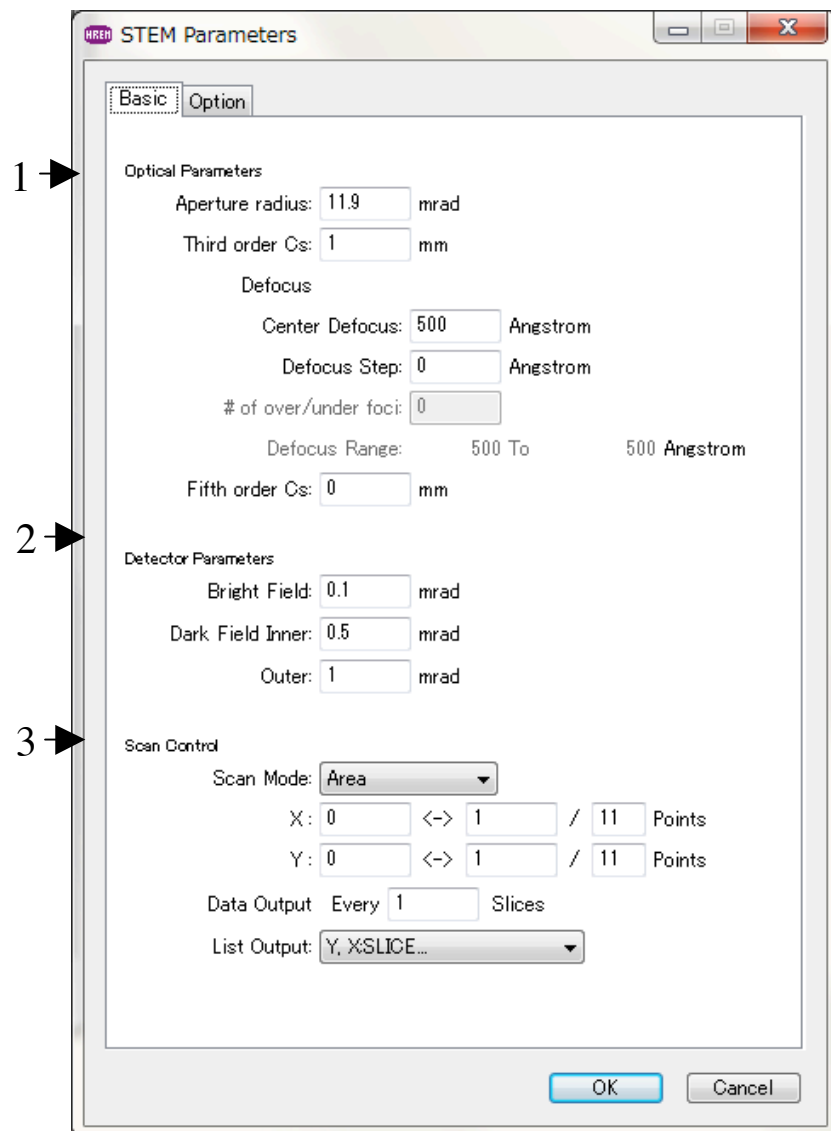 HREM STEM Parameters
Basic Option
1
Optical Parameters
Aperture radius: 11.9 mrad
Third order Cs: 1 mm
Defocus
Center Defocus: 500 Angstrom
Defocus Step: 0 Angstrom
# of over/under foci: 0
Defocus Range: 500 To 500 Angstrom
Fifth order Cs: 0 mm
2
Detector Parameters
Bright Field: 0.1 mrad
Dark Field Inner: 0.5 mrad
Outer: 1 mrad
3
Scan Control
Scan Mode: Area
X: 0 <-> 1 / 11 Points
Y: 0 <-> 1 / 11 Points
Data Output Every 1 Slices
List Output: Y, X:SLICE...
OK Cancel